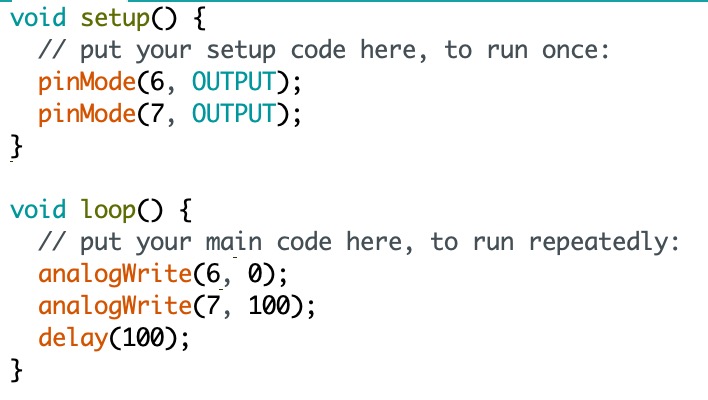 void setup() {
  // put your setup code here, to run once:
  pinMode(6, OUTPUT);
  pinMode(7, OUTPUT);
}

void loop() {
  // put your main code here, to run repeatedly:
  analogWrite(6, 0);
  analogWrite(7, 100);
  delay(100);
}